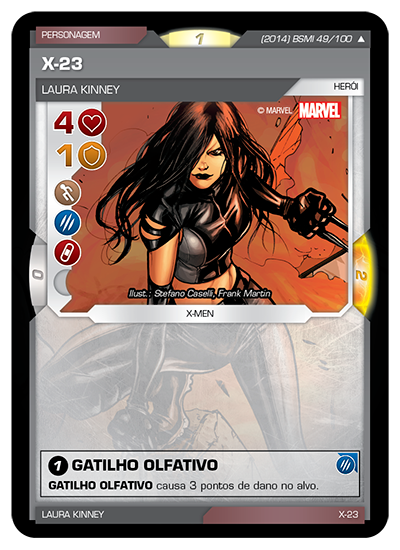 PERSONAGEM
1
(2014) BSMI 49/100 ▲
X-23
LAURA KINNEY
HERÓI
© MARVEL MARVEL
4
1
0
2
Ilust.: Stefano Caselli, Frank Martin
X-MEN
1 GATILHO OLFATIVO
GATILHO OLFATIVO causa 3 pontos de dano no alvo.
LAURA KINNEY
X-23